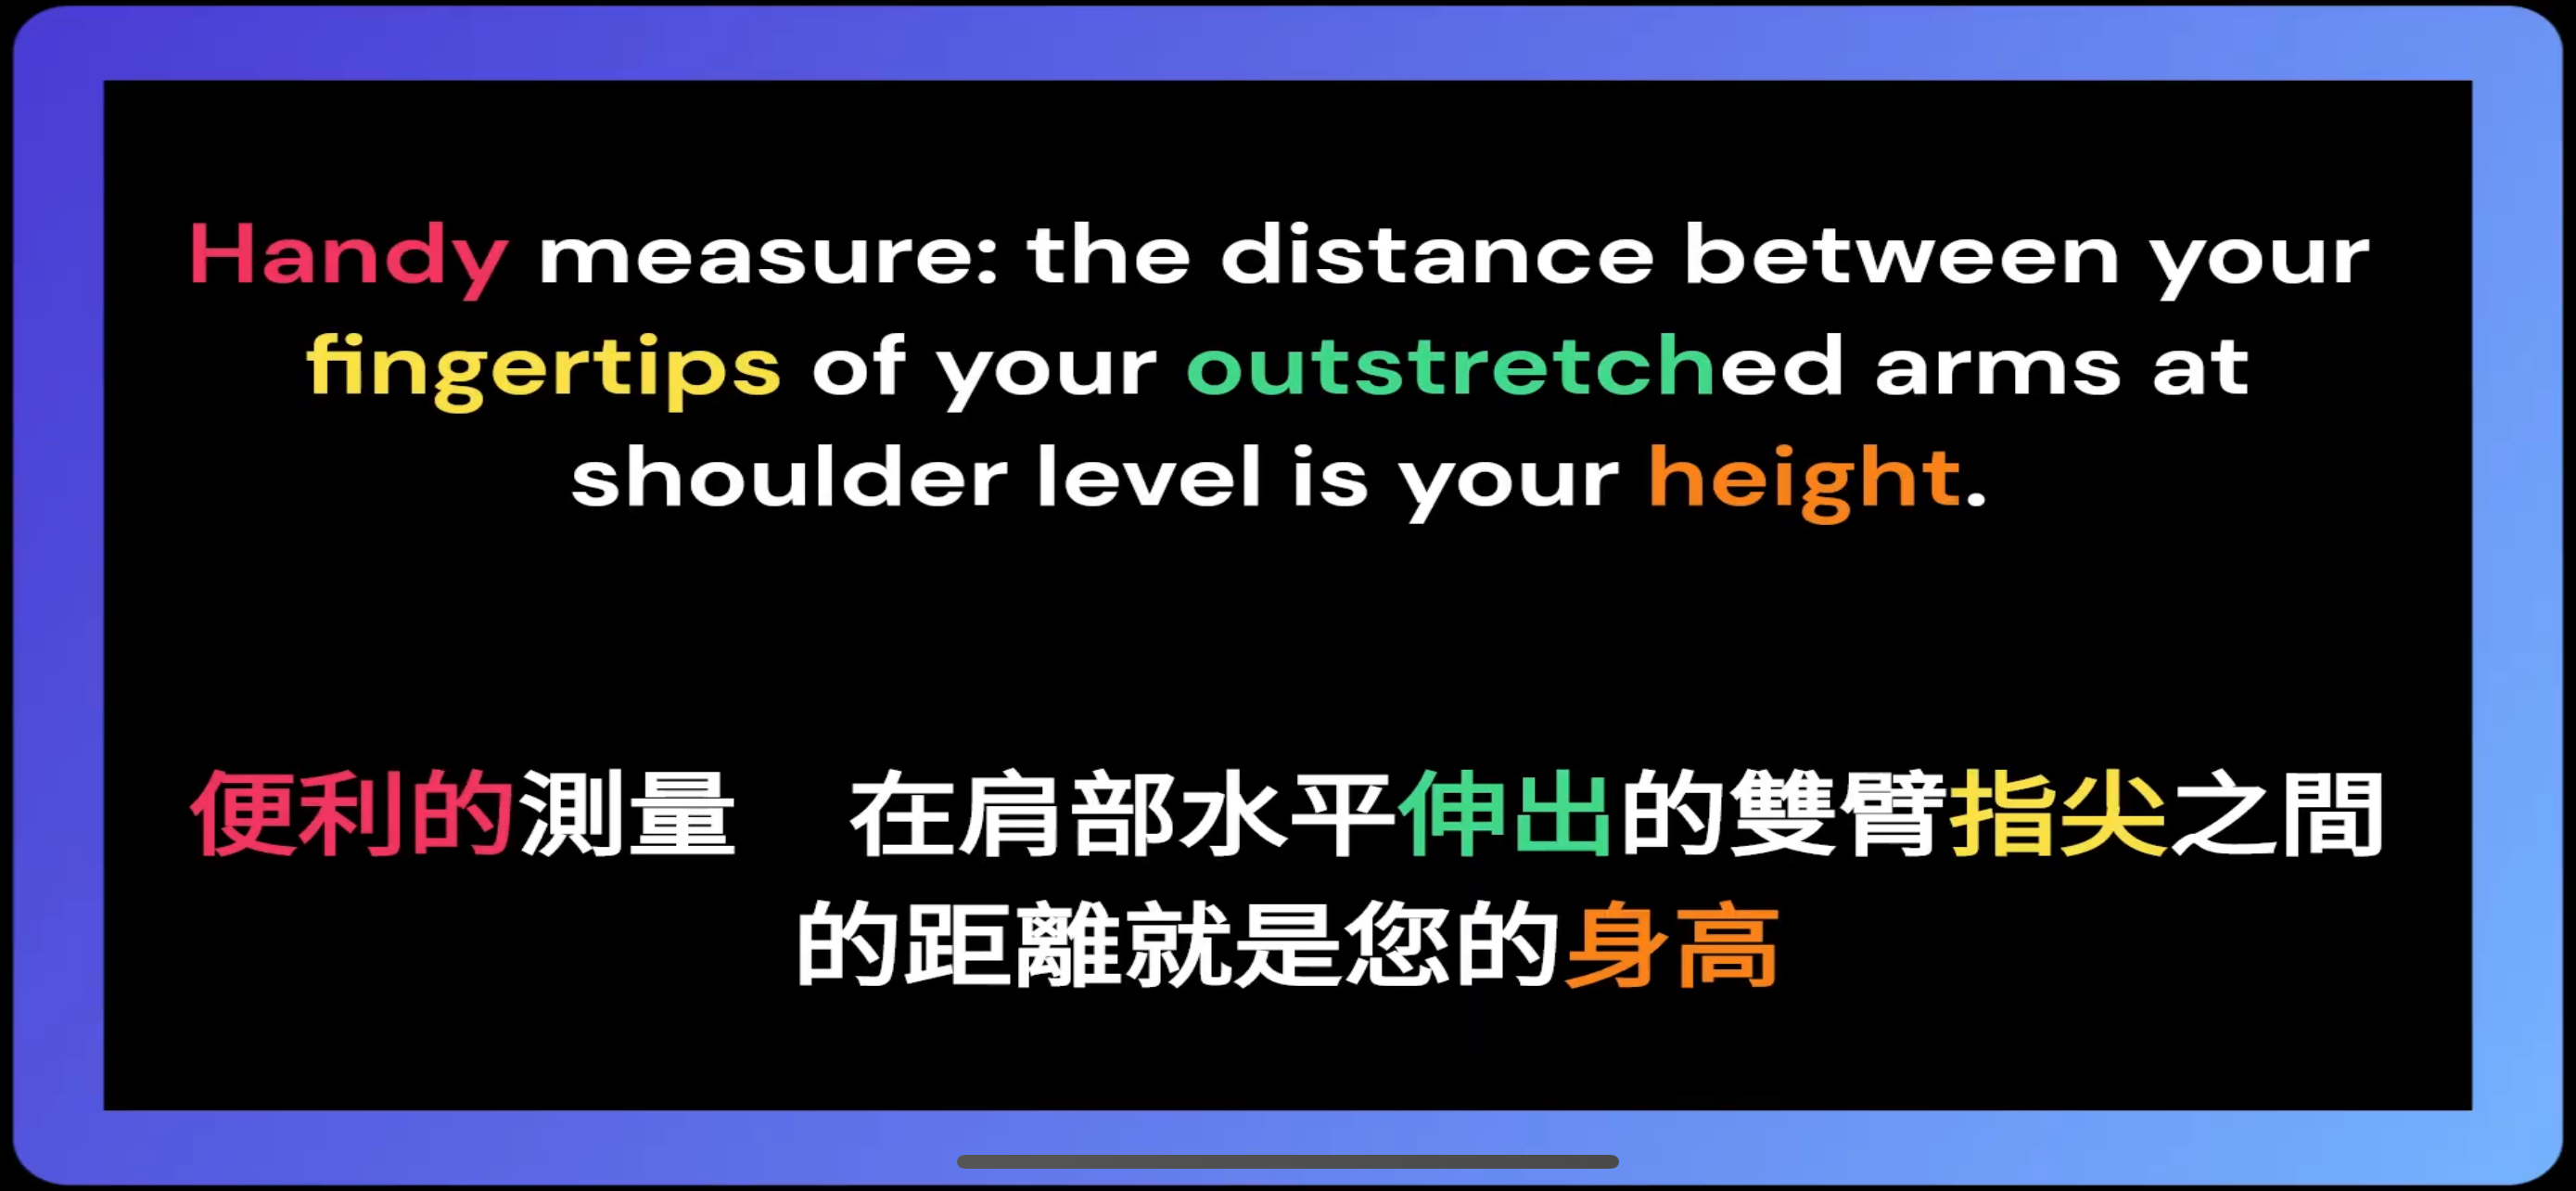 Handy measure: the distance between your
fingertips of your outstretched arms at
shoulder level is your height.
便利的測量　在肩部水平伸出的雙臂指尖之間
的距離就是您的身高